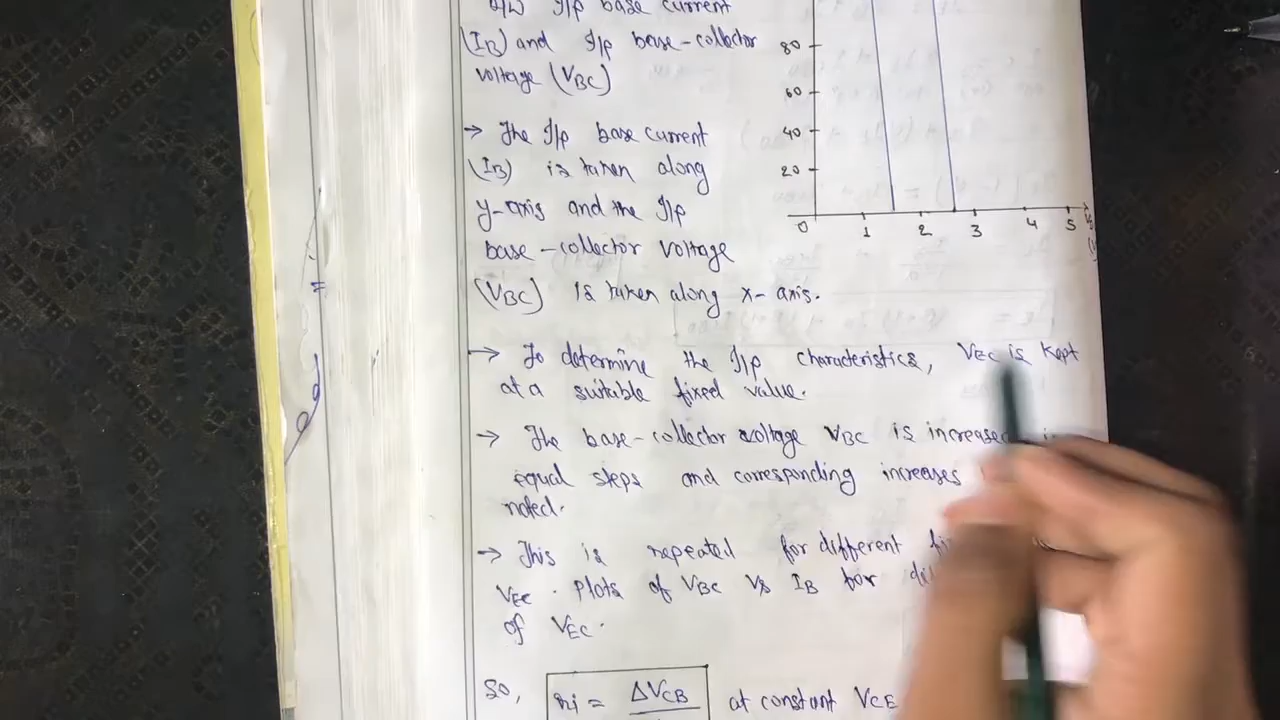 I/p base current
(IB) and I/p base-collector
voltage (VBC)
→ The I/p base current
(IB) is taken along
y-axis and the I/p
base-collector voltage
(VBC) is taken along x-axis.
→ To determine the I/p characteristics, VEC is kept
at a suitable fixed value.
→ The base-collector voltage VBC is increased
equal steps and corresponding increases
noted.
→ This is repeated for different
VEC. Plots of VBC Vs IB for
of VEC.
So, ri = ΔVCB at constant VCE
80
60
40
20
0 1 2 3 4 5